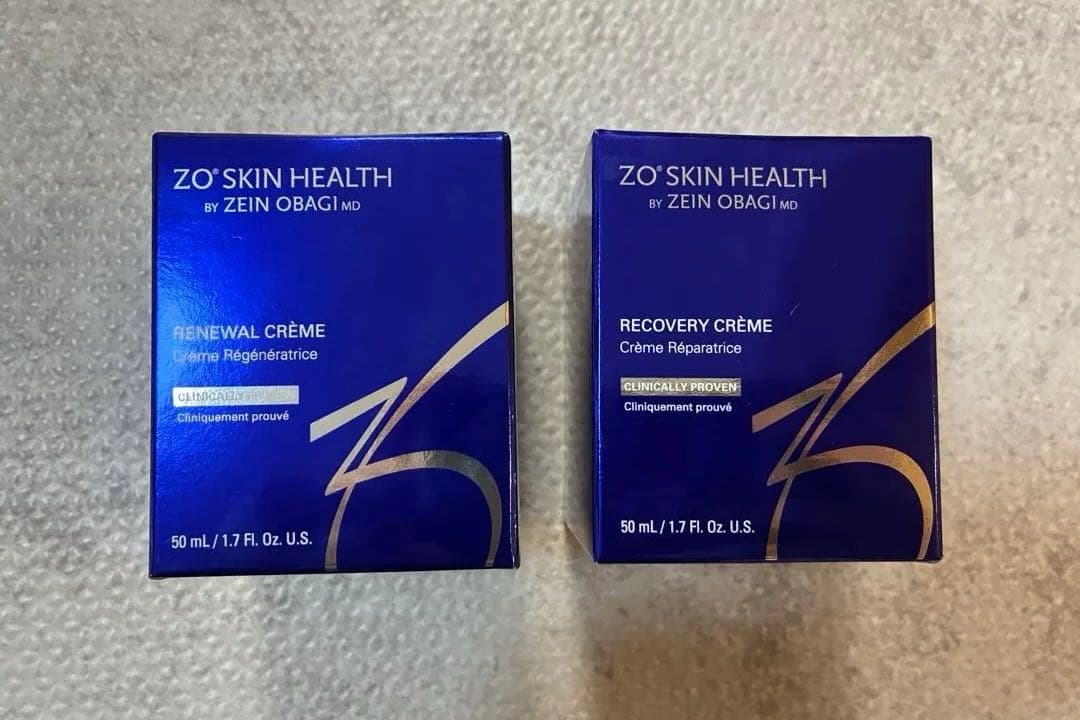 ZO® SKIN HEALTH
BY ZEIN OBAGI MD
RENEWAL CRÈME
Crème Régénératrice
CLINICALLY PROVEN
Cliniquement prouvé
50 mL / 1.7 Fl. Oz. U.S.
ZO® SKIN HEALTH
BY ZEIN OBAGI MD
RECOVERY CRÈME
Crème Réparatrice
CLINICALLY PROVEN
Cliniquement prouvé
50 mL / 1.7 Fl. Oz. U.S.